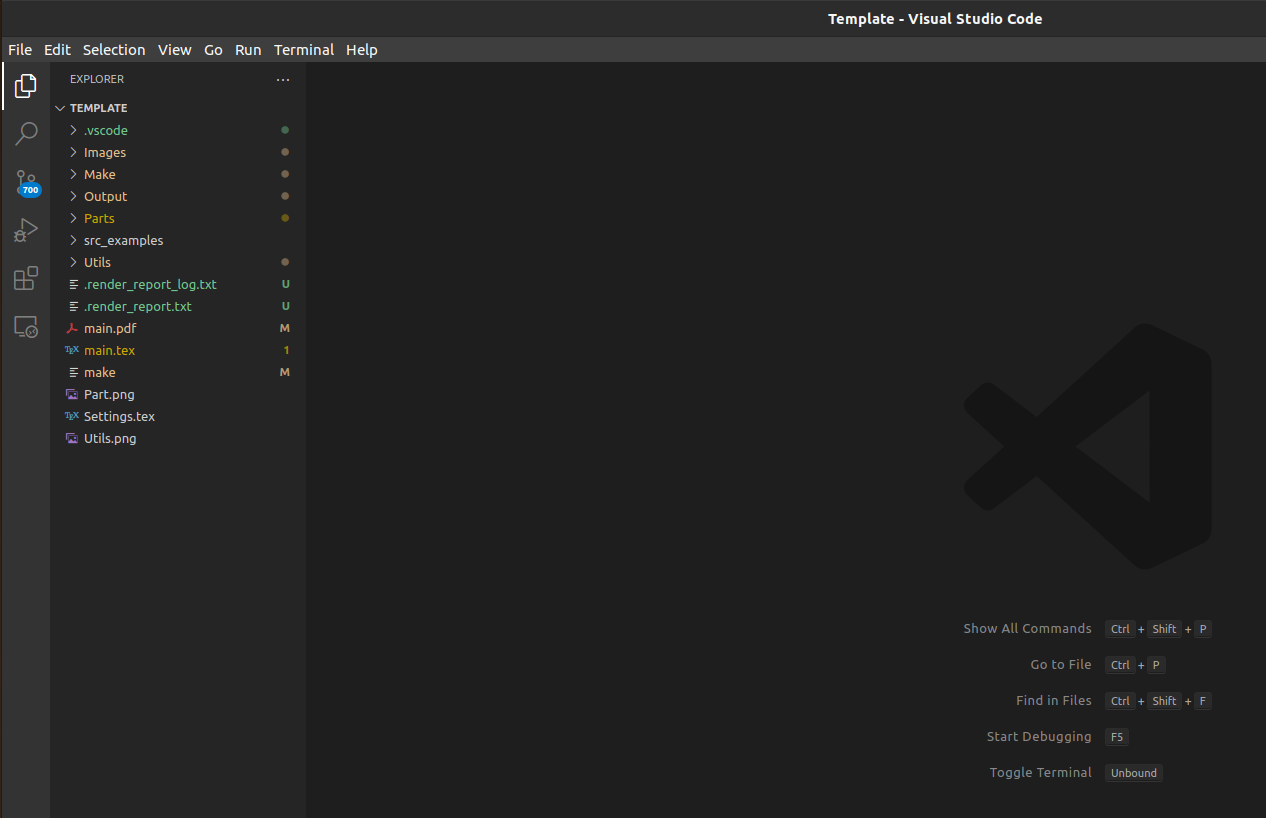 Template - Visual Studio Code
File Edit Selection View Go Run Terminal Help
EXPLORER ...
TEMPLATE
.vscode
Images
Make
Output
Parts
src_examples
Utils
.render_report_log.txt U
.render_report.txt U
main.pdf M
TEX main.tex 1
make M
Part.png
TEX Settings.tex
Utils.png
700
Show All Commands Ctrl + Shift + P
Go to File Ctrl + P
Find in Files Ctrl + Shift + F
Start Debugging F5
Toggle Terminal Unbound